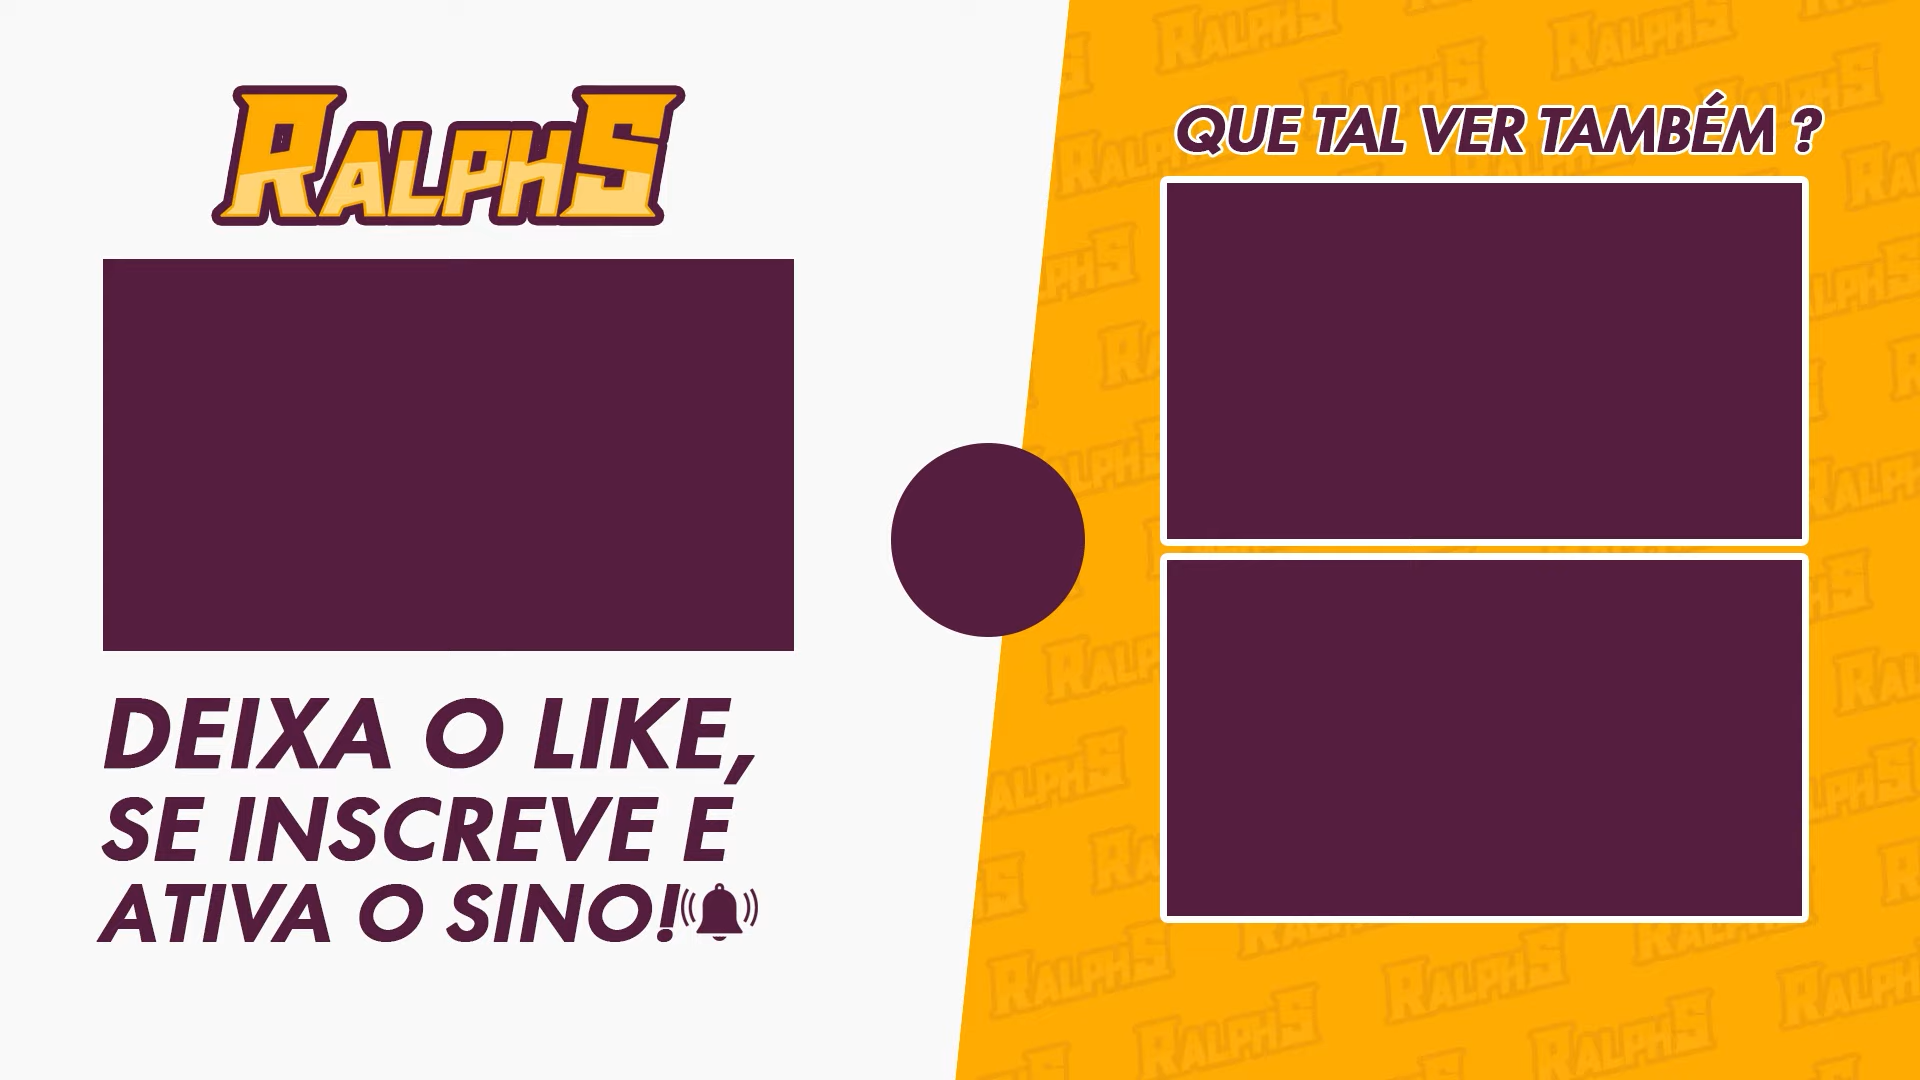 RALPHS
DEIXA O LIKE,
SE INSCREVE E
ATIVA O SINO!
QUE TAL VER TAMBÉM ?